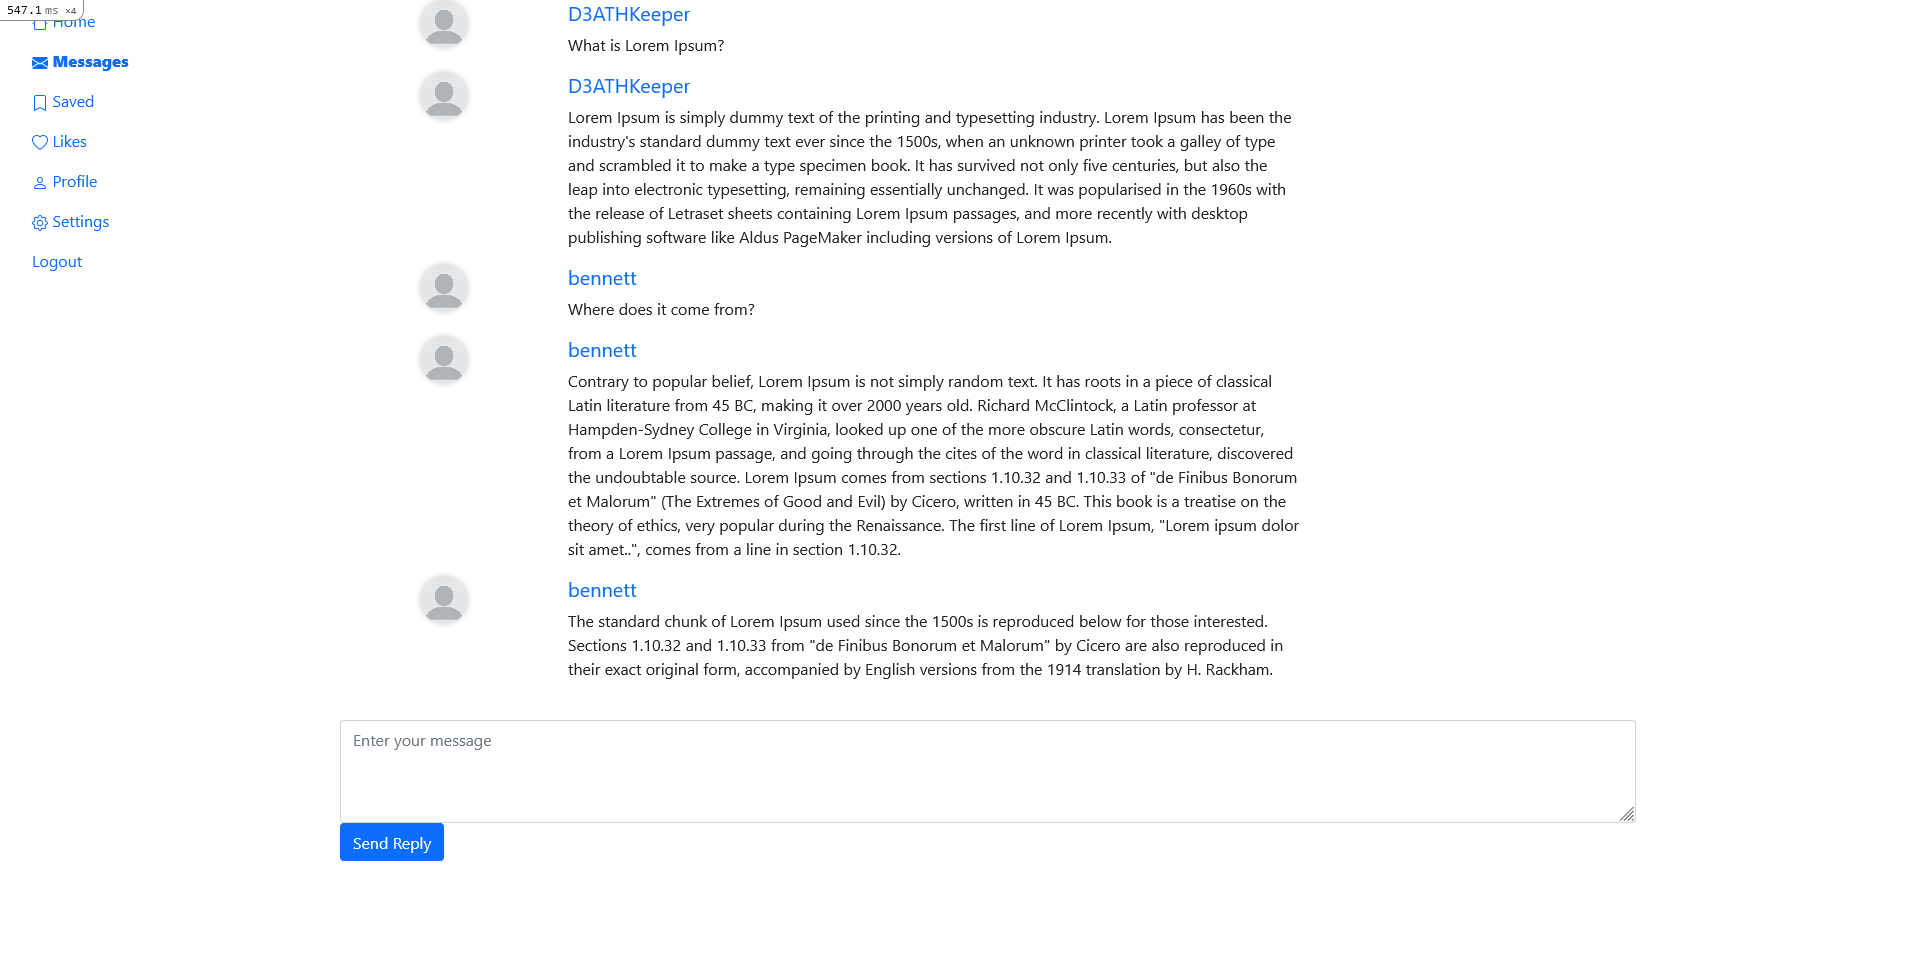 547.1 ms ×4
Home
Messages
Saved
Likes
Profile
Settings
Logout
D3ATHKeeper
What is Lorem Ipsum?
D3ATHKeeper
Lorem Ipsum is simply dummy text of the printing and typesetting industry. Lorem Ipsum has been the
industry's standard dummy text ever since the 1500s, when an unknown printer took a galley of type
and scrambled it to make a type specimen book. It has survived not only five centuries, but also the
leap into electronic typesetting, remaining essentially unchanged. It was popularised in the 1960s with
the release of Letraset sheets containing Lorem Ipsum passages, and more recently with desktop
publishing software like Aldus PageMaker including versions of Lorem Ipsum.
bennett
Where does it come from?
bennett
Contrary to popular belief, Lorem Ipsum is not simply random text. It has roots in a piece of classical
Latin literature from 45 BC, making it over 2000 years old. Richard McClintock, a Latin professor at
Hampden-Sydney College in Virginia, looked up one of the more obscure Latin words, consectetur,
from a Lorem Ipsum passage, and going through the cites of the word in classical literature, discovered
the undoubtable source. Lorem Ipsum comes from sections 1.10.32 and 1.10.33 of "de Finibus Bonorum
et Malorum" (The Extremes of Good and Evil) by Cicero, written in 45 BC. This book is a treatise on the
theory of ethics, very popular during the Renaissance. The first line of Lorem Ipsum, "Lorem ipsum dolor
sit amet..", comes from a line in section 1.10.32.
bennett
The standard chunk of Lorem Ipsum used since the 1500s is reproduced below for those interested.
Sections 1.10.32 and 1.10.33 from "de Finibus Bonorum et Malorum" by Cicero are also reproduced in
their exact original form, accompanied by English versions from the 1914 translation by H. Rackham.
Enter your message
Send Reply